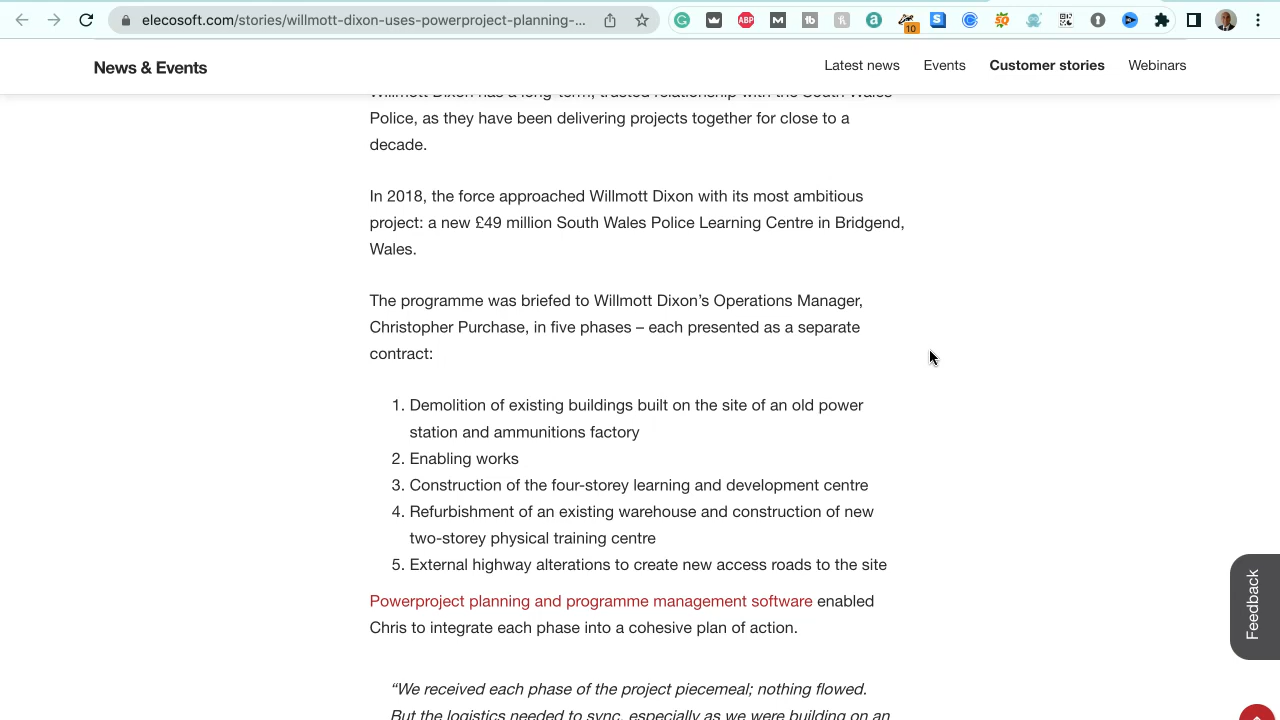 elecosoft.com/stories/willmott-dixon-uses-powerproject-planning-...
ABP
10
News & Events
Latest news
Events
Customer stories
Webinars
Willmott Dixon has a long-term, trusted relationship with the South Wales
Police, as they have been delivering projects together for close to a
decade.
In 2018, the force approached Willmott Dixon with its most ambitious
project: a new £49 million South Wales Police Learning Centre in Bridgend,
Wales.
The programme was briefed to Willmott Dixon’s Operations Manager,
Christopher Purchase, in five phases – each presented as a separate
contract:
1. Demolition of existing buildings built on the site of an old power
station and ammunitions factory
2. Enabling works
3. Construction of the four-storey learning and development centre
4. Refurbishment of an existing warehouse and construction of new
two-storey physical training centre
5. External highway alterations to create new access roads to the site
Powerproject planning and programme management software enabled
Chris to integrate each phase into a cohesive plan of action.
“We received each phase of the project piecemeal; nothing flowed.
But the logistics needed to sync, especially as we were building on an
Feedback